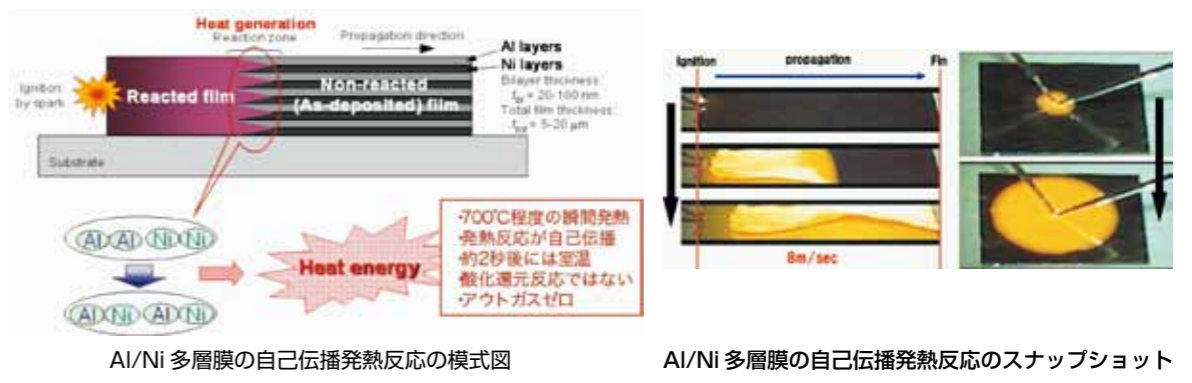 Heat generation
Reaction zone
Propagation direction
Al layers
Ni layers
Bilayer thickness:
tbi = 20-100 nm
Total film thickness:
= 5-20 μm
Ignition
by spark
Reacted film
Non-reacted
(As-deposited) film
Substrate
Al Al Ni Ni
Al Ni Al Ni
Heat energy
・700℃程度の瞬間発熱
・発熱反応が自己伝播
・約2秒後には室温
・酸化還元反応ではない
・アウトガスゼロ
Al/Ni 多層膜の自己伝播発熱反応の模式図
Ignition
propagation
Fin
8m/sec
Al/Ni 多層膜の自己伝播発熱反応のスナップショット